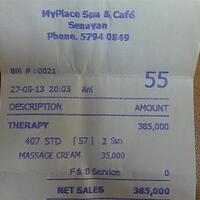 MyPlace Spa & Café
Senayan
Phone. 5794 0849
Bill # : 0021
55
27-05-13 20:03 Ani
DESCRIPTION AMOUNT
THERAPY 385,000
407 STD [ 57 ] 2 Ssn
MASSAGE CREAM 35,000
F & B Service 0
NET SALES 385,000